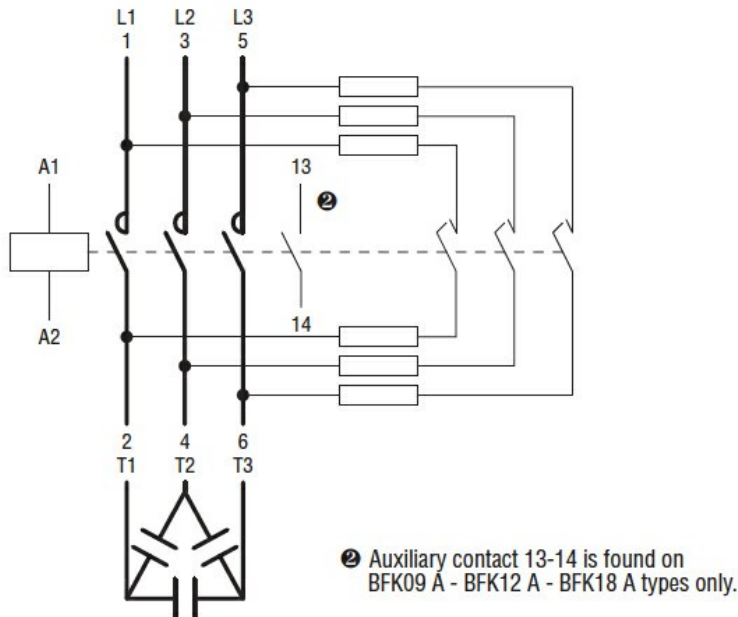 L1 L2 L3
1 3 5
A1
13
❷
14
A2
2 4 6
T1 T2 T3
❷ Auxiliary contact 13-14 is found on
BFK09 A - BFK12 A - BFK18 A types only.